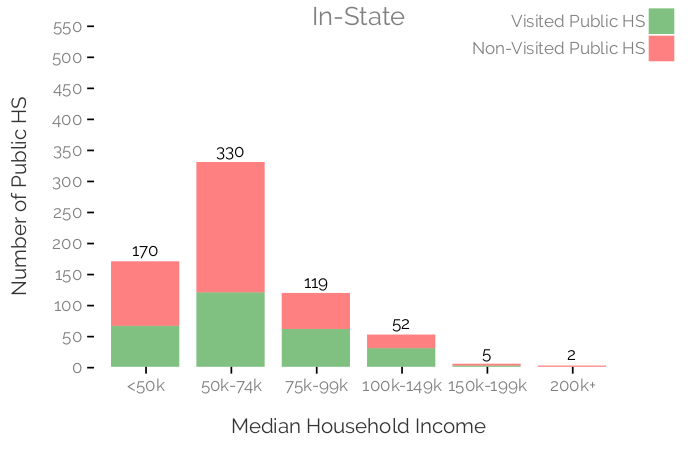 In-State
Visited Public HS
Non-Visited Public HS
Number of Public HS
550
500
450
400
350
300
250
200
150
100
50
0
170
330
119
52
5
2
<50k
50k-74k
75k-99k
100k-149k
150k-199k
200k+
Median Household Income